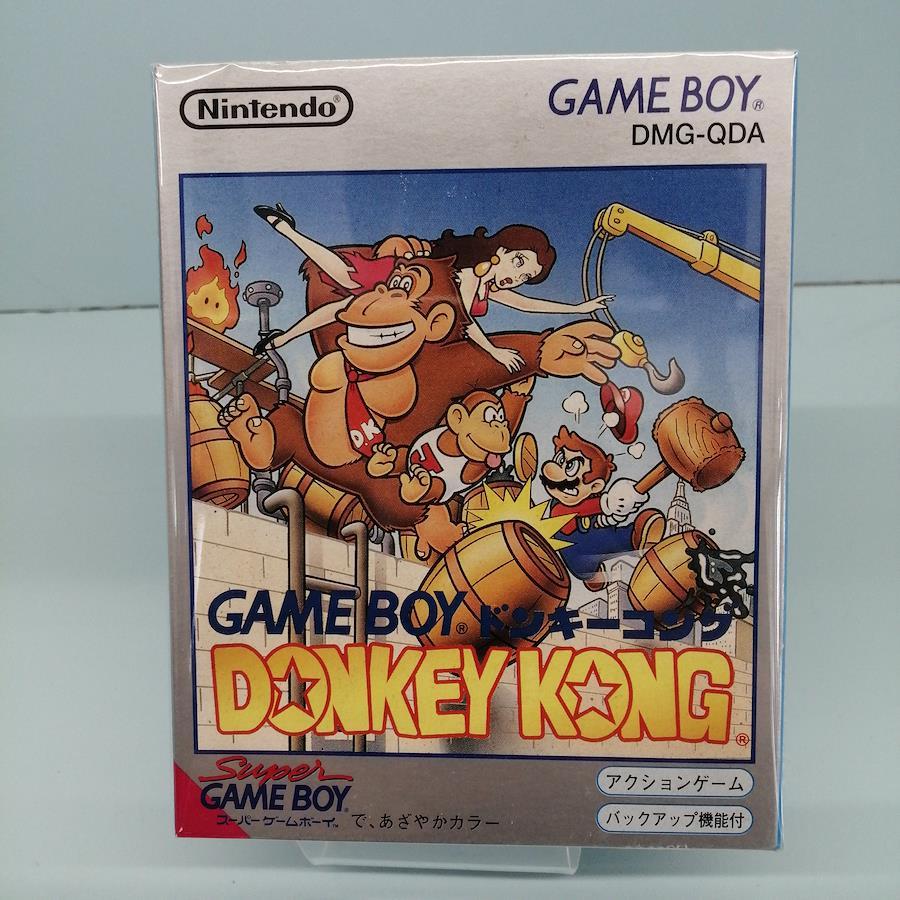 Nintendo®
GAME BOY®
DMG-QDA
D.K
GAME BOY® ドンキーコング
DONKEY KONG®
Super
GAME BOY®
スーパーゲームボーイ™ で、あざやかカラー
アクションゲーム
バックアップ機能付